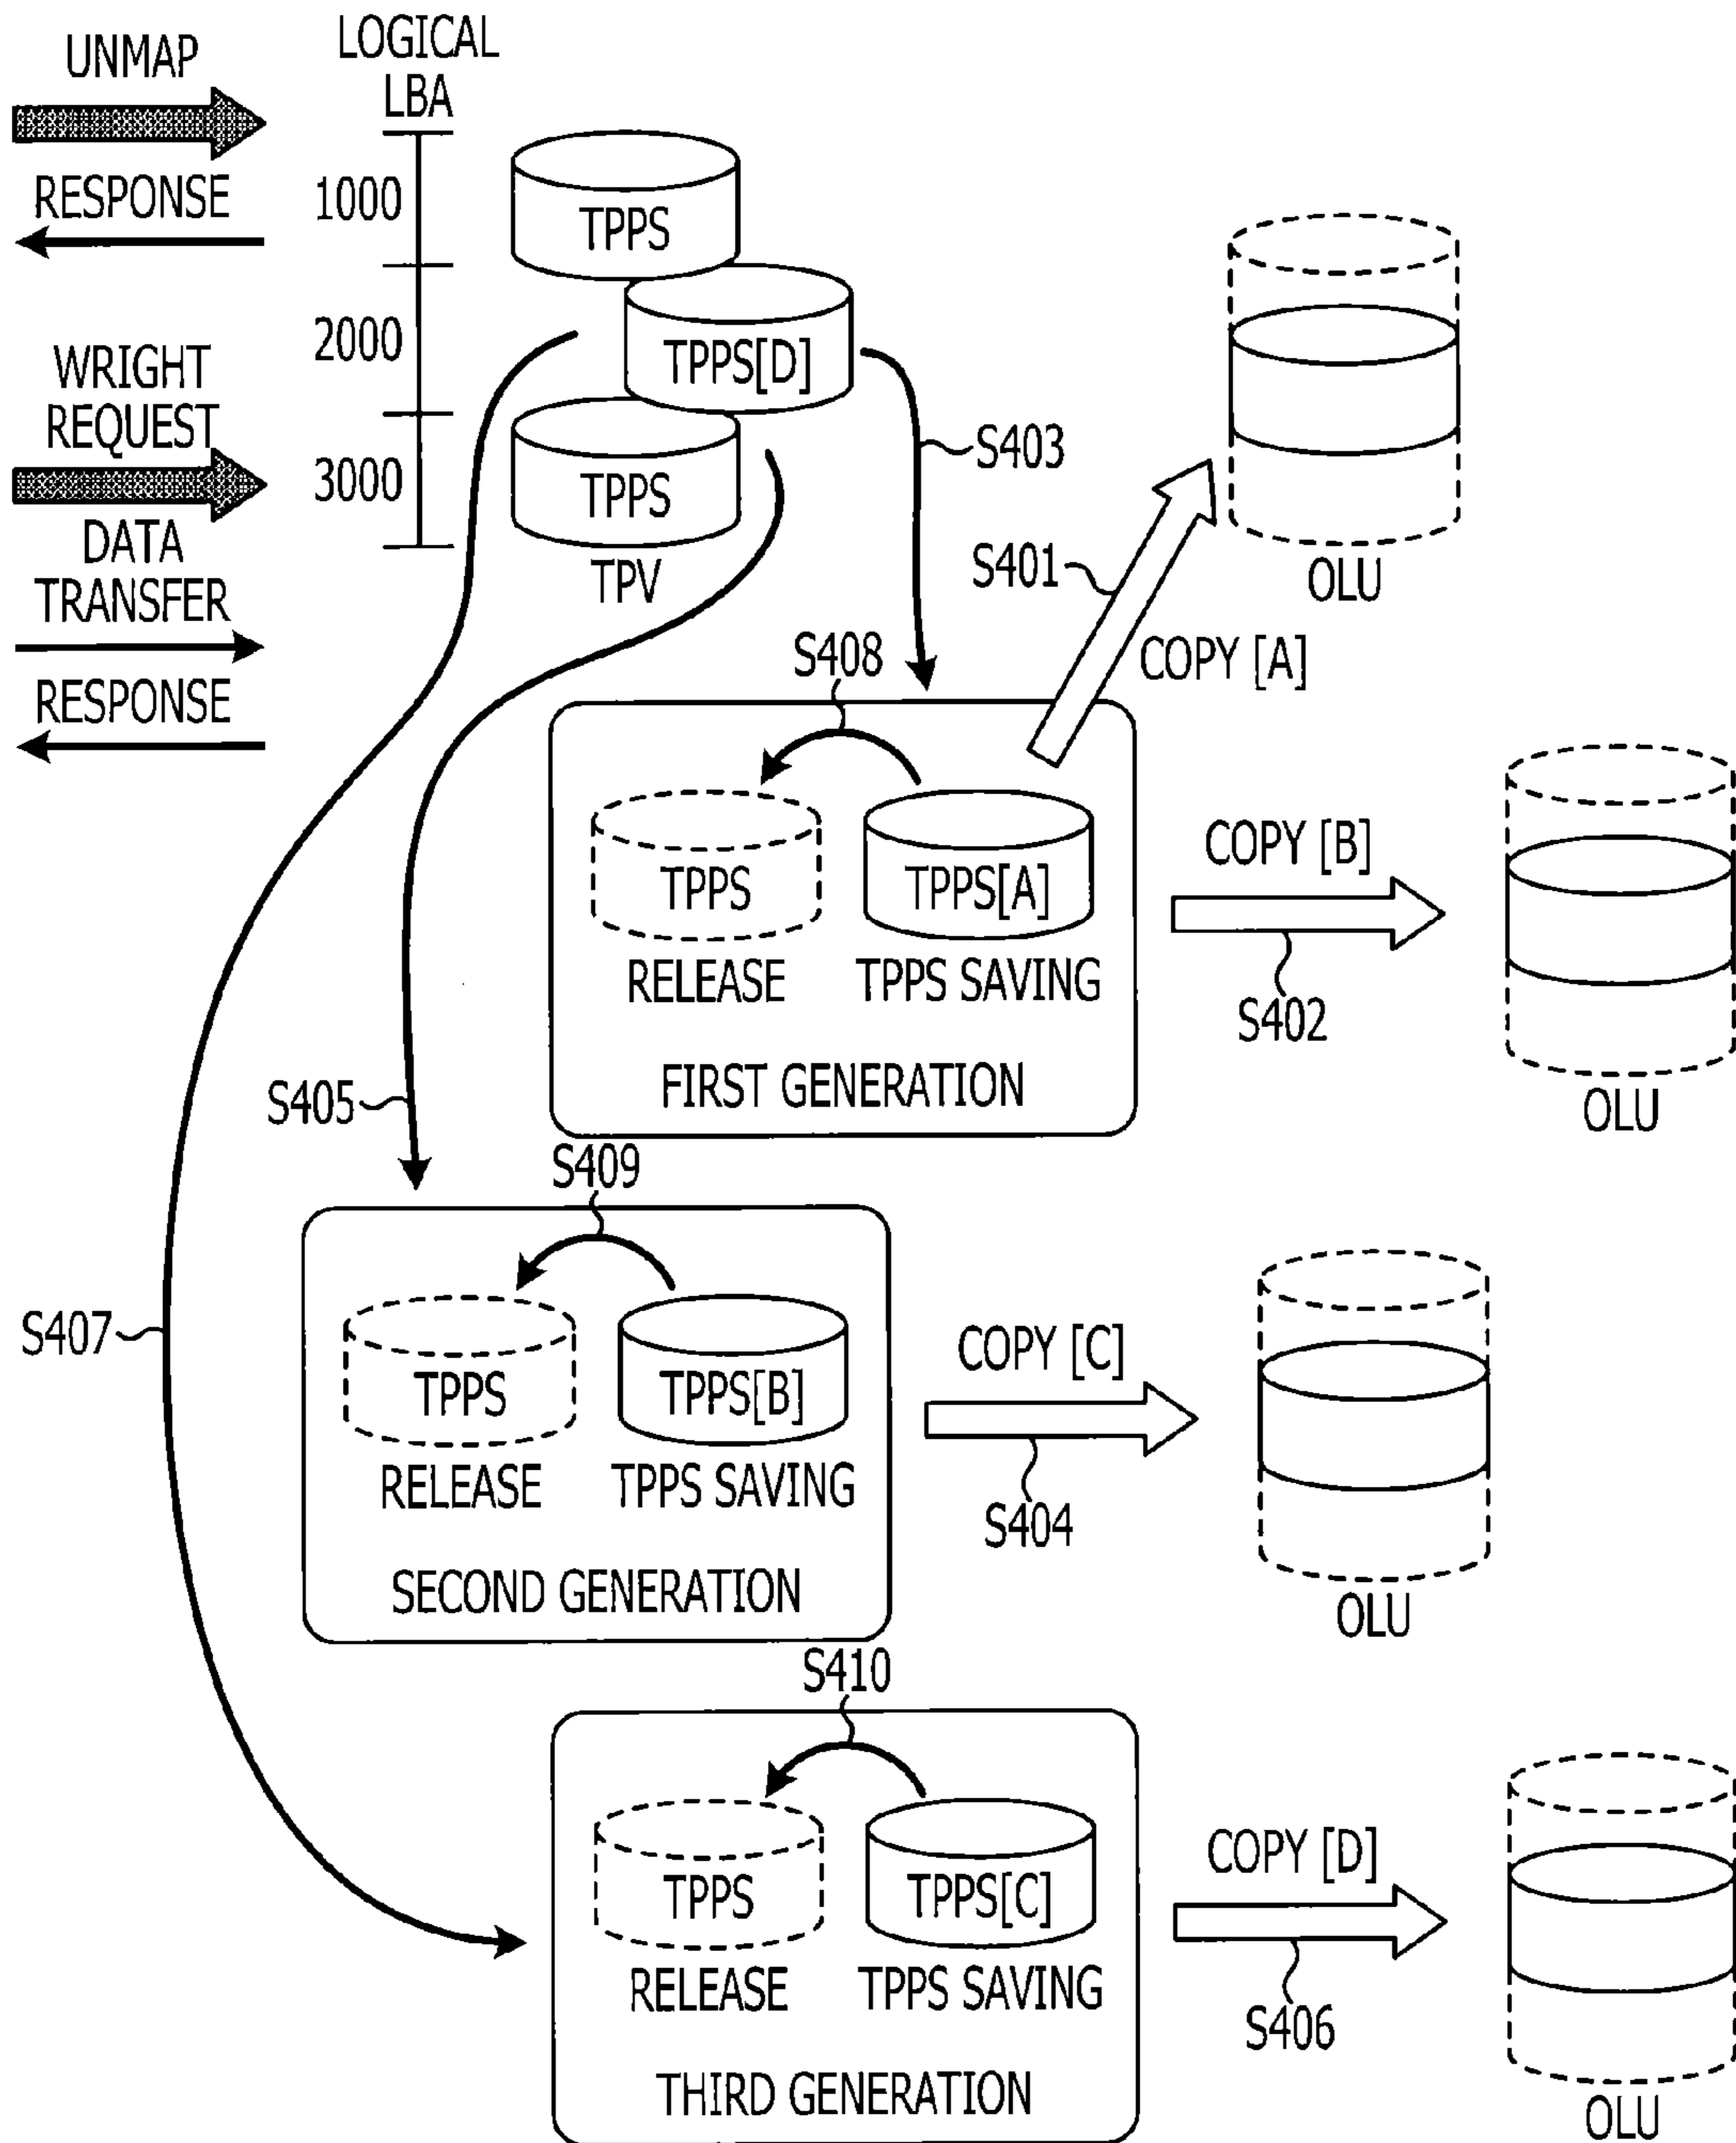 UNMAP
RESPONSE
WRIGHT
REQUEST
DATA
TRANSFER
RESPONSE
LOGICAL
LBA
1000
2000
3000
TPPS
TPPS[D]
TPPS
TPV
S403
S401
COPY [A]
OLU
S408
TPPS
TPPS[A]
RELEASE
TPPS SAVING
FIRST GENERATION
COPY [B]
S402
OLU
S405
S407
S409
TPPS
TPPS[B]
RELEASE
TPPS SAVING
SECOND GENERATION
COPY [C]
S404
OLU
S410
TPPS
TPPS[C]
RELEASE
TPPS SAVING
THIRD GENERATION
COPY [D]
S406
OLU